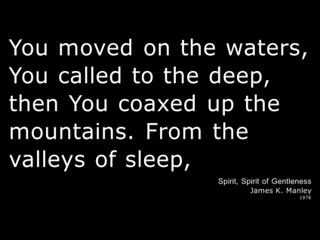 You moved on the waters,
You called to the deep,
then You coaxed up the
mountains. From the
valleys of sleep,
Spirit, Spirit of Gentleness
James K. Manley
1978